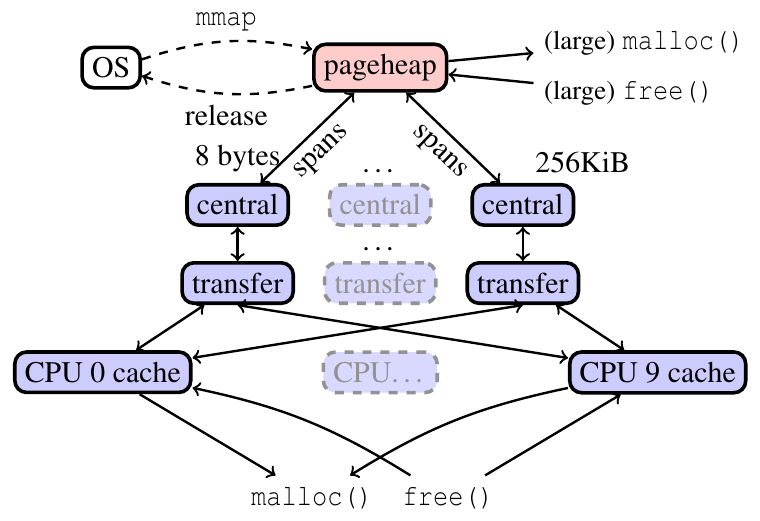 mmap
OS
pageheap
(large) malloc()
(large) free()
release
8 bytes
spans
spans
...
256KiB
central
central
central
...
transfer
transfer
transfer
CPU 0 cache
CPU...
CPU 9 cache
malloc()
free()